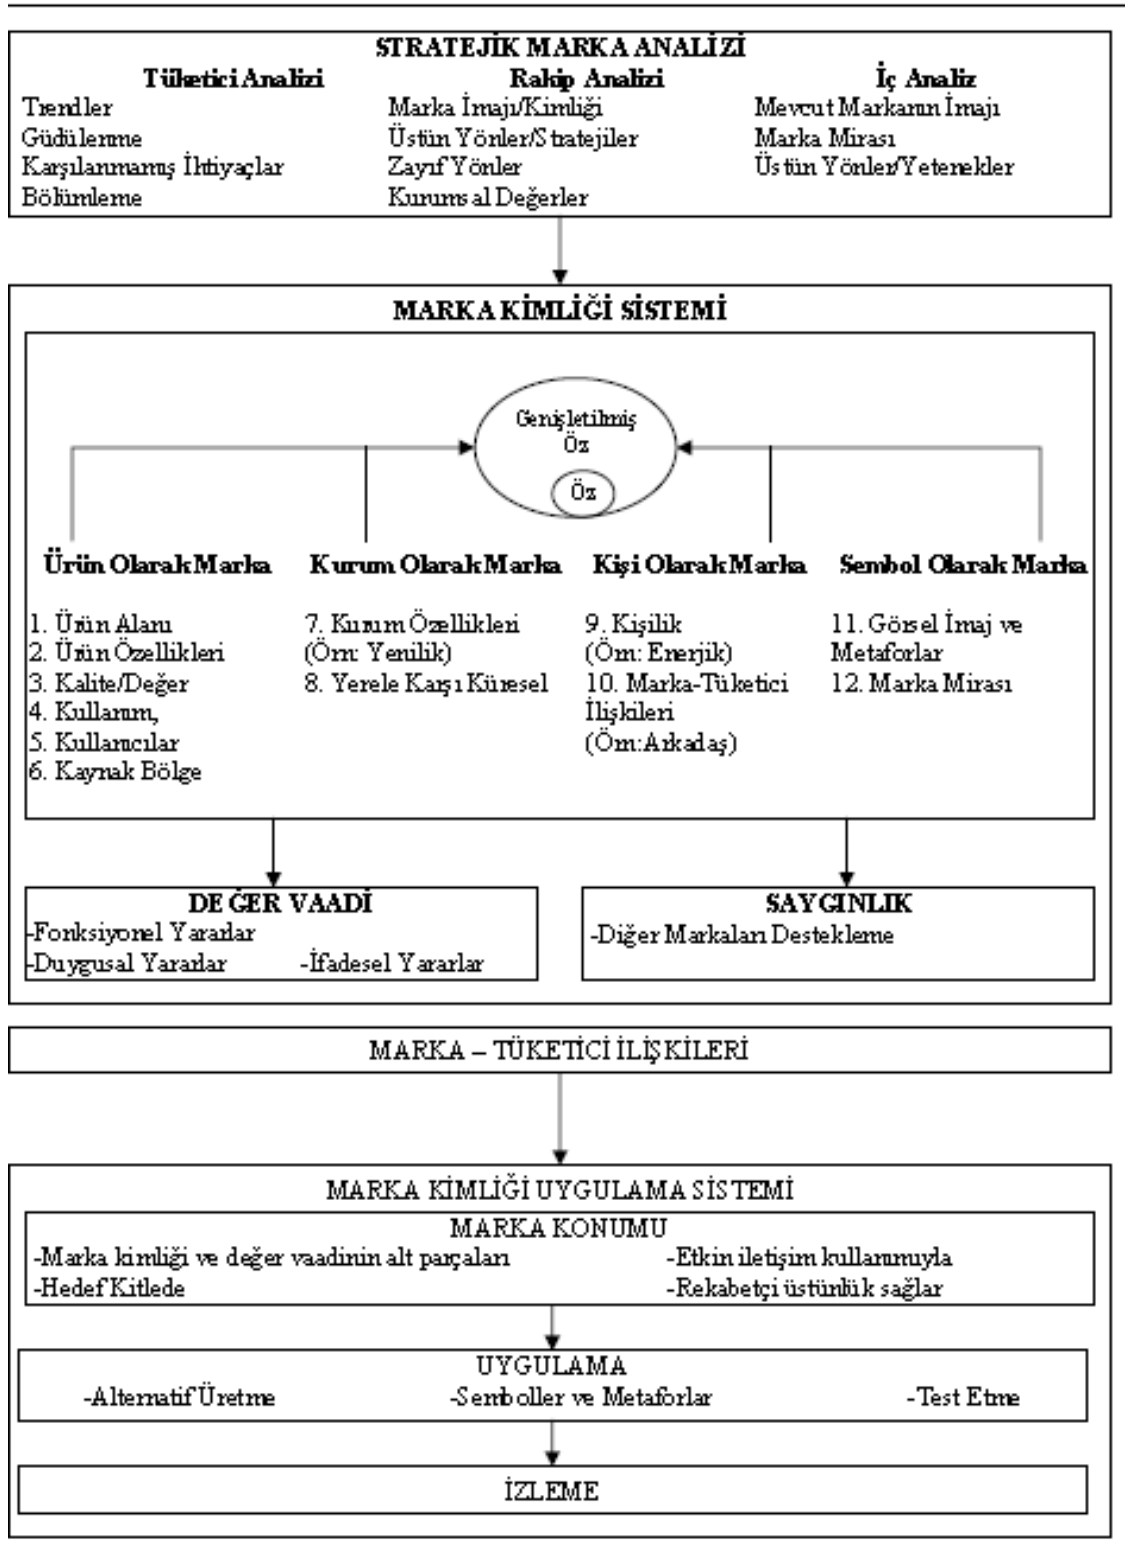 STRATEJİK MARKA ANALİZİ
Tüketici Analizi Rakip Analizi İç Analiz
Trendler Marka İmajı/Kimliği Mevcut Markanın İmajı
Güdülenme Üstün Yönler/Stratejiler Marka Mirası
Karşılanmamış İhtiyaçlar Zayıf Yönler Üstün Yönler/Yetenekler
Bölümleme Kurumsal Değerler
MARKA KİMLİĞİ SİSTEMİ
Genişletilmiş
Öz
Öz
Ürün Olarak Marka
1. Ürün Alanı
2. Ürün Özellikleri
3. Kalite/Değer
4. Kullanım,
5. Kullanıcılar
6. Kaynak Bölge
Kurum Olarak Marka
7. Kurum Özellikleri
(Örn: Yenilik)
8. Yerele Karşı Küresel
Kişi Olarak Marka
9. Kişilik
(Örn: Enerjik)
10. Marka-Tüketici
İlişkileri
(Örn:Arkadaş)
Sembol Olarak Marka
11. Görsel İmaj ve
Metaforlar
12. Marka Mirası
DEĞER VAADİ
-Fonksiyonel Yararlar
-Duygusal Yararlar -İfadesel Yararlar
SAYGINLIK
-Diğer Markaları Destekleme
MARKA – TÜKETİCİ İLİŞKİLERİ
MARKA KİMLİĞİ UYGULAMA SİSTEMİ
MARKA KONUMU
-Marka kimliği ve değer vaadinin alt parçaları -Etkin iletişim kullanımıyla
-Hedef Kitlede -Rekabetçi üstünlük sağlar
UYGULAMA
-Alternatif Üretme -Semboller ve Metaforlar -Test Etme
İZLEME